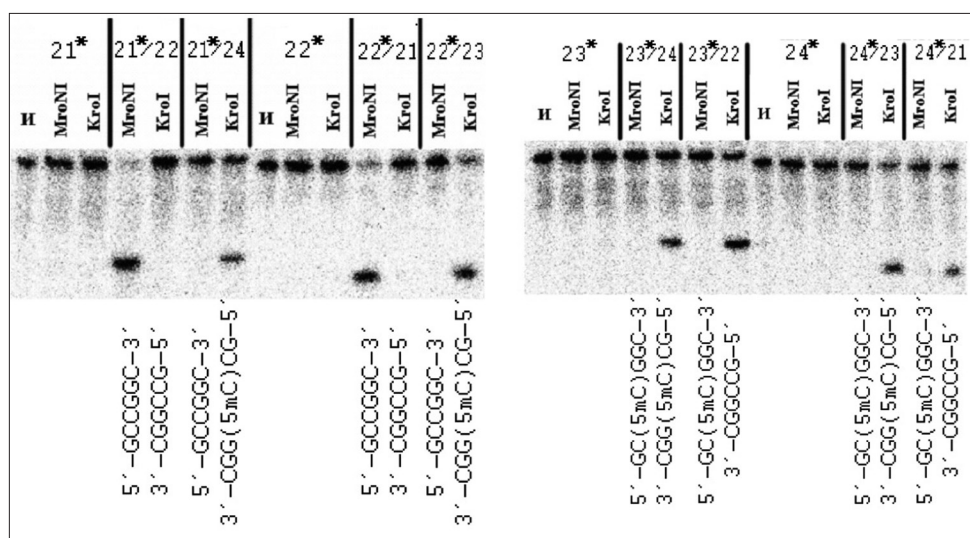 21* 21*/22 21*/24 22* 22*/21 22*/23
И MroNI KroI MroNI KroI MroNI KroI И MroNI KroI MroNI KroI MroNI KroI
5´-GCCGGC-3´
3´-CGGCCG-5´
5´-GCCGGC-3´
3´-CGG(5mC)CG-5´
5´-GCCGGC-3´
3´-CGGCCG-5´
5´-GCCGGC-3´
3´-CGG(5mC)CG-5´
23* 23*/24 23*/22 24* 24*/23 24*/21
И MroNI KroI MroNI KroI MroNI KroI И MroNI KroI MroNI KroI MroNI KroI
5´-GC(5mC)GGC-3´
3´-CGG(5mC)CG-5´
5´-GC(5mC)GGC-3´
3´-CGGCCG-5´
5´-GC(5mC)GGC-3´
3´-CGG(5mC)CG-5´
5´-GC(5mC)GGC-3´
3´-CGGCCG-5´